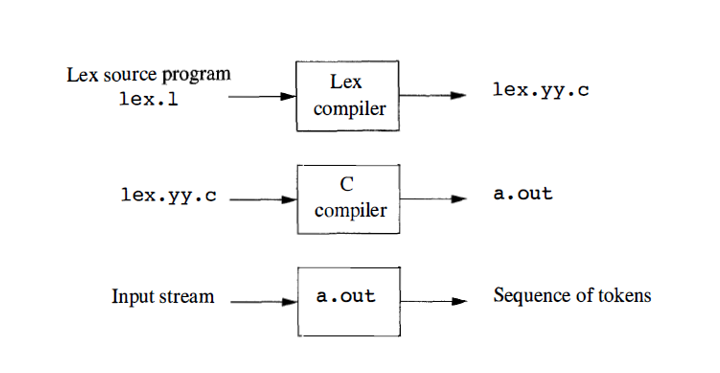 Lex source program
lex.l
Lex
compiler
lex.yy.c
lex.yy.c
C
compiler
a.out
Input stream
a.out
Sequence of tokens